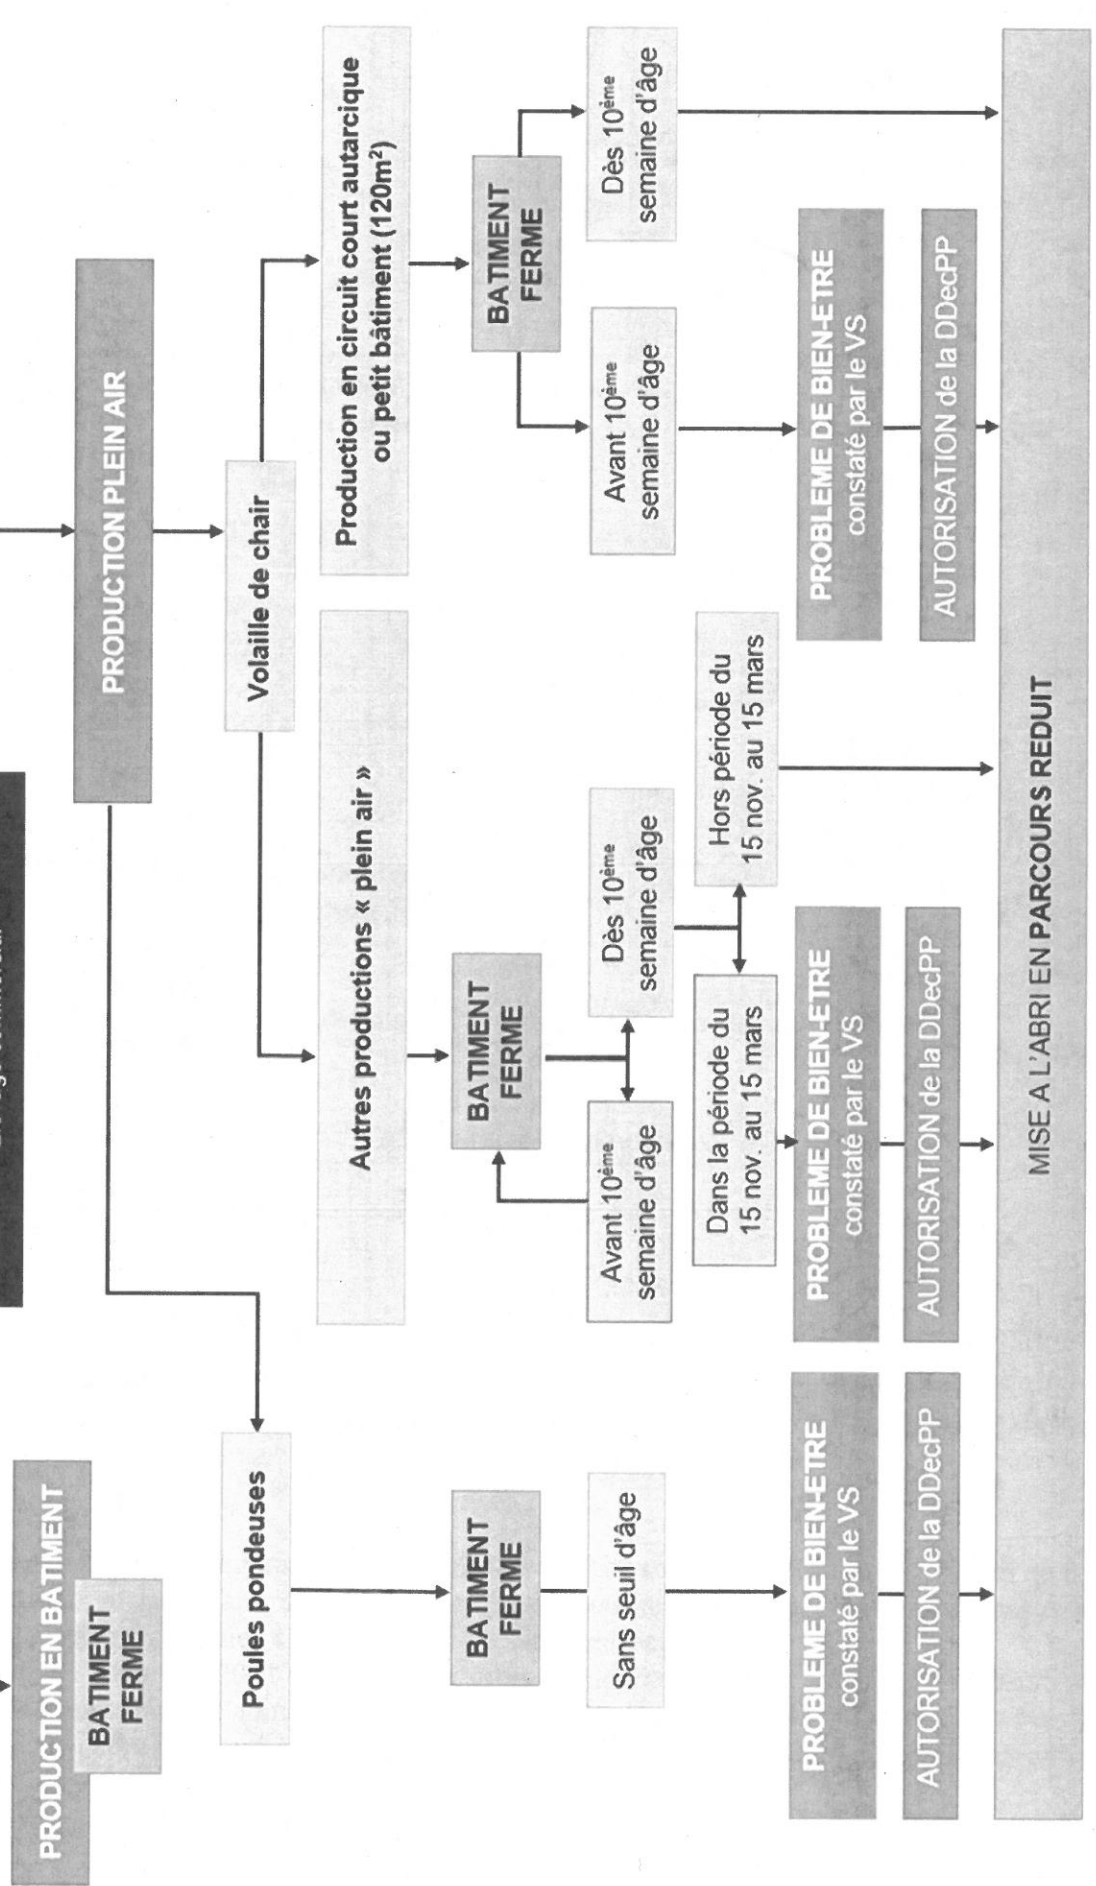 PRODUCTION EN BATIMENT
BATIMENT
FERME
PRODUCTION PLEIN AIR
Poules pondeuses
Volaille de chair
Autres productions « plein air »
Production en circuit court autarcique
ou petit bâtiment (120m²)
BATIMENT
FERME
BATIMENT
FERME
BATIMENT
FERME
Sans seuil d'âge
Avant 10ème
semaine d'âge
Dès 10ème
semaine d'âge
Avant 10ème
semaine d'âge
Dès 10ème
semaine d'âge
Dans la période du
15 nov. au 15 mars
Hors période du
15 nov. au 15 mars
PROBLEME DE BIEN-ETRE
constaté par le VS
PROBLEME DE BIEN-ETRE
constaté par le VS
PROBLEME DE BIEN-ETRE
constaté par le VS
AUTORISATION de la DDecPP
AUTORISATION de la DDecPP
AUTORISATION de la DDecPP
MISE A L'ABRI EN PARCOURS REDUIT